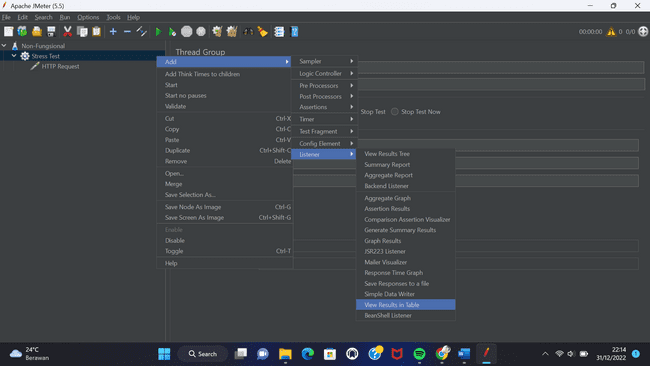 Apache JMeter (5.5)
File Edit Search Run Options Tools Help
00:00:00 0 0/0
Non-Fungsional
Stress Test
HTTP Request
Thread Group
Add
Add Think Times to children
Start
Start no pauses
Validate
Cut Ctrl-X
Copy Ctrl-C
Paste Ctrl-V
Duplicate Ctrl+Shift-C
Remove Delete
Open...
Merge
Save Selection As...
Save Node As Image Ctrl-G
Save Screen As Image Ctrl+Shift-G
Enable
Disable
Toggle Ctrl-T
Help
Sampler
Logic Controller
Pre Processors
Post Processors
Assertions
Timer
Test Fragment
Config Element
Listener
Stop Test Stop Test Now
View Results Tree
Summary Report
Aggregate Report
Backend Listener
Aggregate Graph
Assertion Results
Comparison Assertion Visualizer
Generate Summary Results
Graph Results
JSR223 Listener
Mailer Visualizer
Response Time Graph
Save Responses to a file
Simple Data Writer
View Results in Table
BeanShell Listener
24°C
Berawan
Search
22:14
31/12/2022